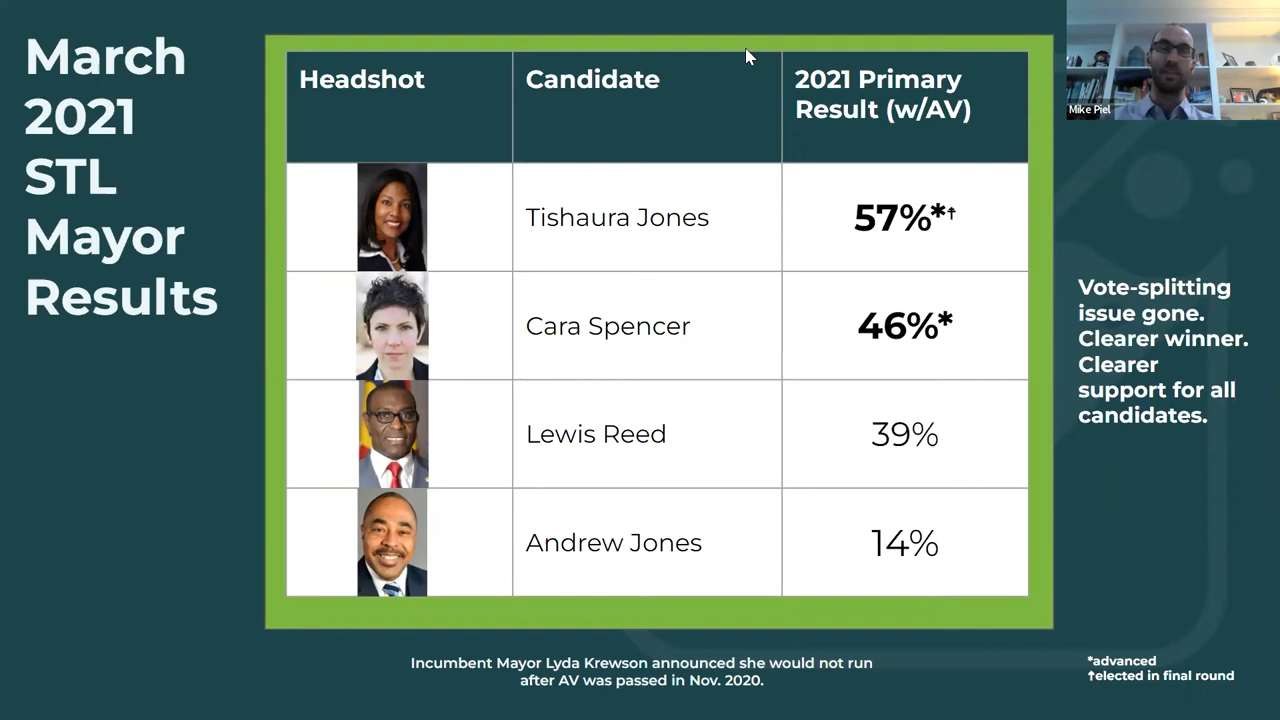 March
2021
STL
Mayor
Results
Headshot
Candidate
2021 Primary
Result (w/AV)
Tishaura Jones
57%*†
Cara Spencer
46%*
Lewis Reed
39%
Andrew Jones
14%
Mike Piel
Vote-splitting
issue gone.
Clearer winner.
Clearer
support for all
candidates.
Incumbent Mayor Lyda Krewson announced she would not run
after AV was passed in Nov. 2020.
*advanced
†elected in final round